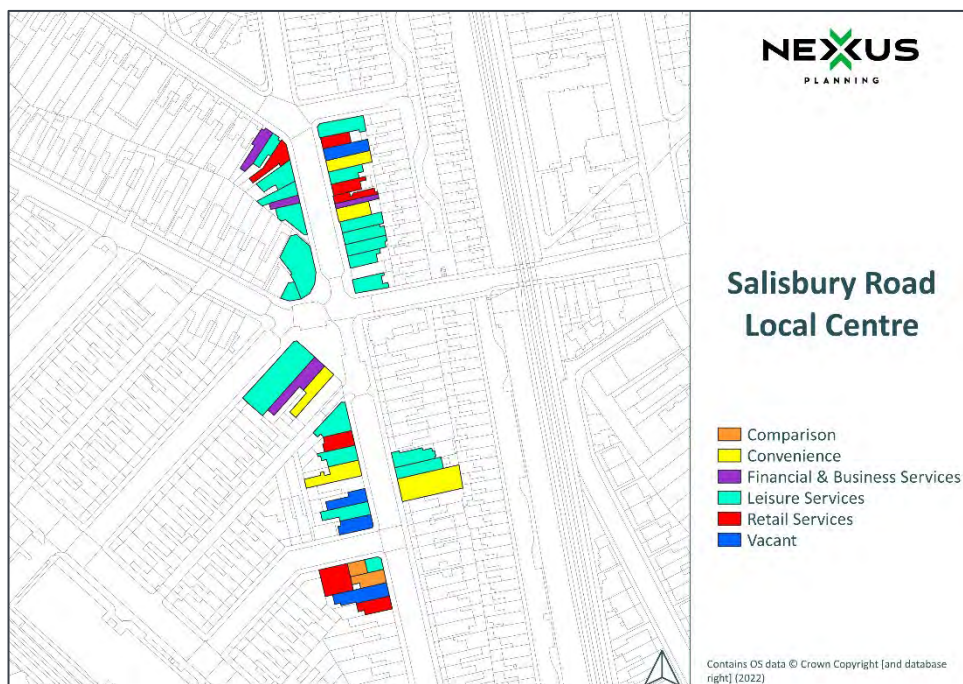 NEXUS
PLANNING
Salisbury Road
Local Centre
Comparison
Convenience
Financial & Business Services
Leisure Services
Retail Services
Vacant
Contains OS data © Crown Copyright [and database
right] (2022)